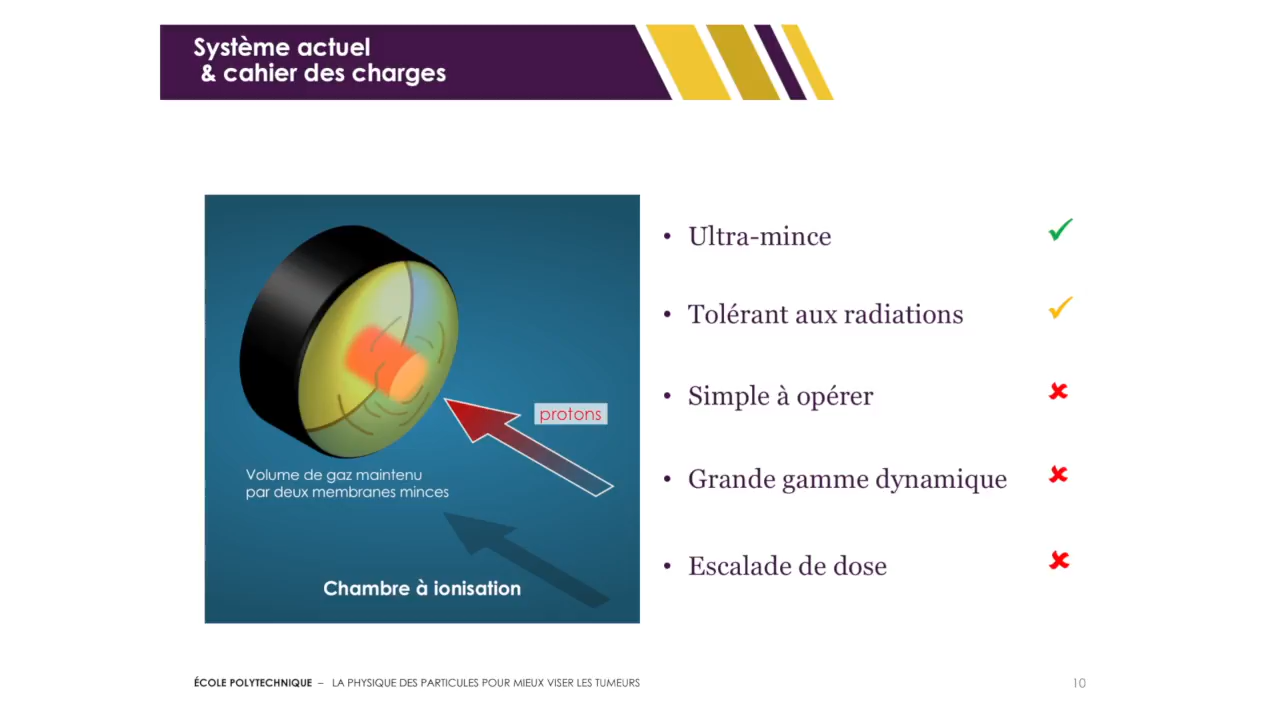 Système actuel
& cahier des charges
protons
Volume de gaz maintenu
par deux membranes minces
Chambre à ionisation
• Ultra-mince ✓
• Tolérant aux radiations ✓
• Simple à opérer ✘
• Grande gamme dynamique ✘
• Escalade de dose ✘
ÉCOLE POLYTECHNIQUE – LA PHYSIQUE DES PARTICULES POUR MIEUX VISER LES TUMEURS
10